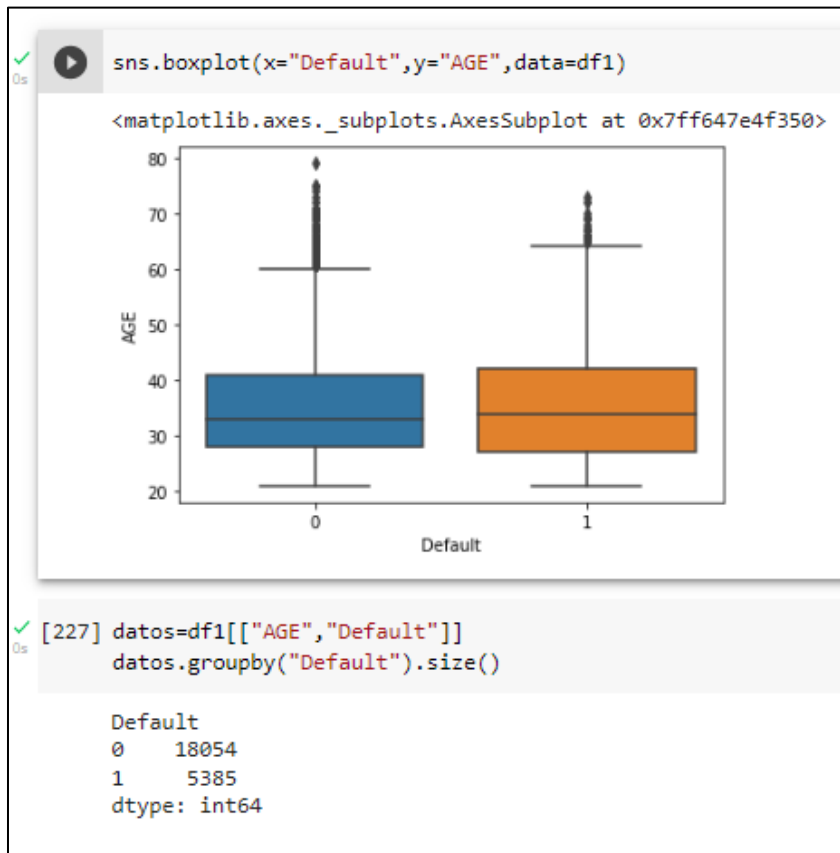 0s
sns.boxplot(x="Default",y="AGE",data=df1)
<matplotlib.axes._subplots.AxesSubplot at 0x7ff647e4f350>
80
70
60
50
40
30
20
AGE
0 1
Default
0s
[227] datos=df1[["AGE","Default"]]
datos.groupby("Default").size()
Default
0    18054
1     5385
dtype: int64